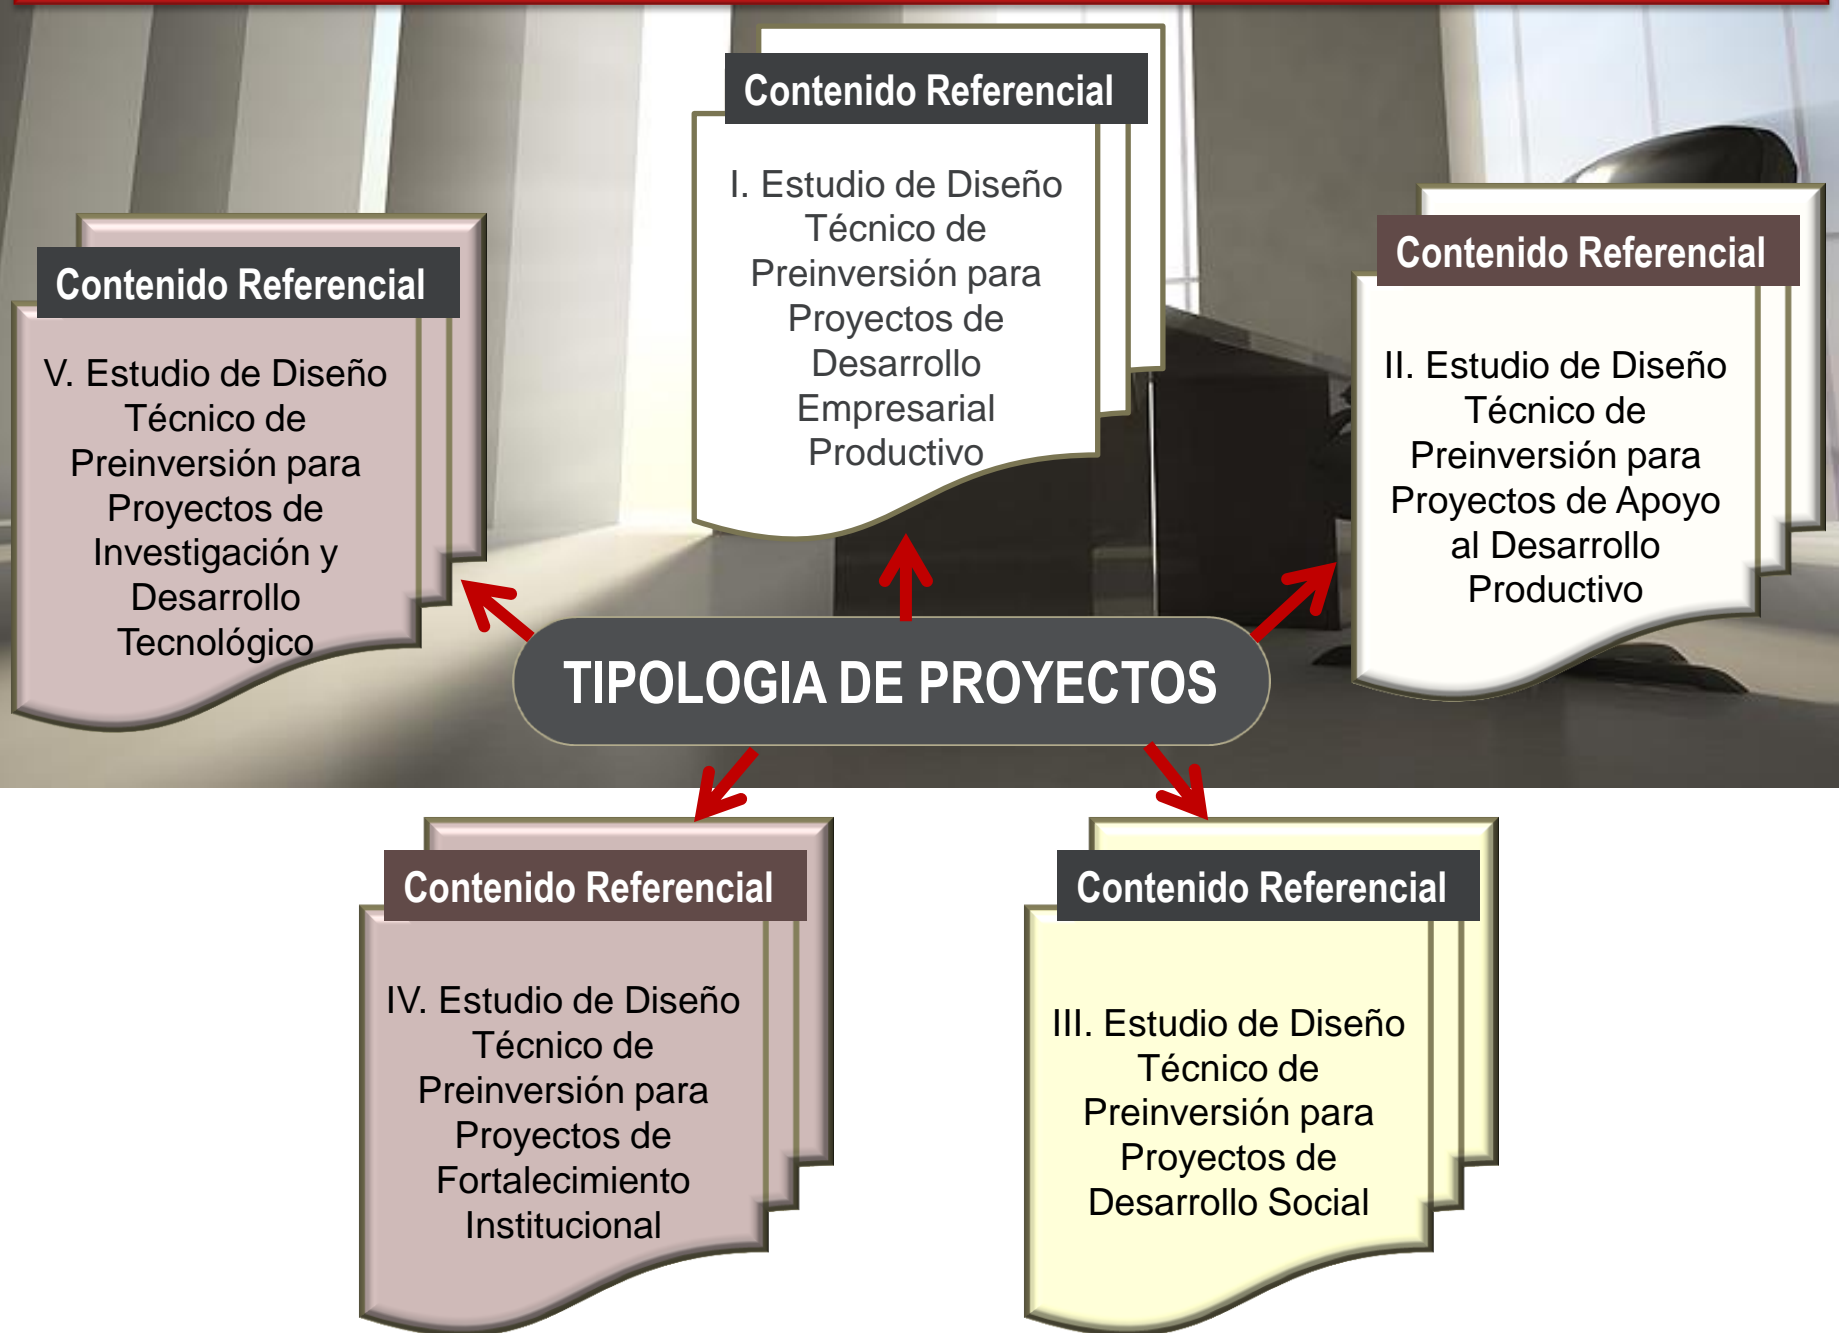 Contenido Referencial
I. Estudio de Diseño
Técnico de
Preinversión para
Proyectos de
Desarrollo
Empresarial
Productivo
Contenido Referencial
II. Estudio de Diseño
Técnico de
Preinversión para
Proyectos de Apoyo
al Desarrollo
Productivo
Contenido Referencial
V. Estudio de Diseño
Técnico de
Preinversión para
Proyectos de
Investigación y
Desarrollo
Tecnológico
TIPOLOGIA DE PROYECTOS
Contenido Referencial
IV. Estudio de Diseño
Técnico de
Preinversión para
Proyectos de
Fortalecimiento
Institucional
Contenido Referencial
III. Estudio de Diseño
Técnico de
Preinversión para
Proyectos de
Desarrollo Social